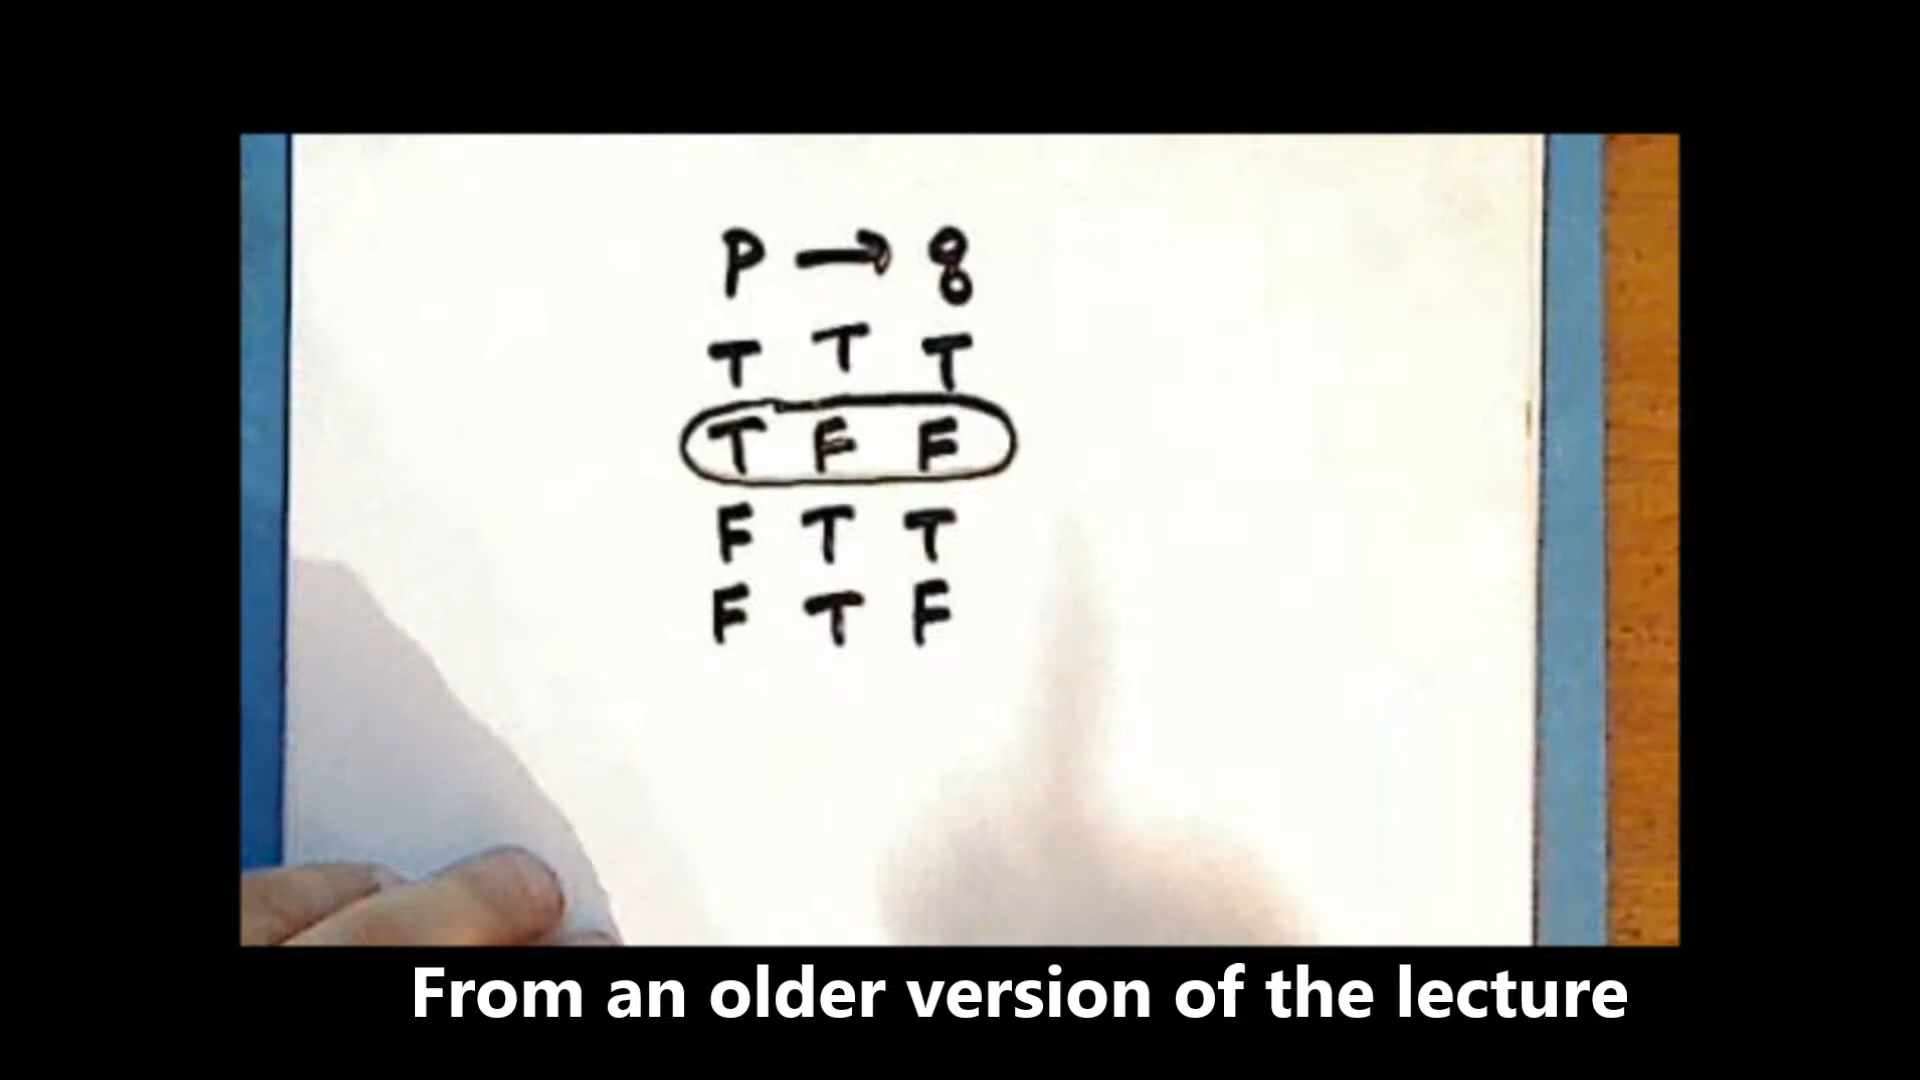 P → q
T T T
T F F
F T T
F T F
From an older version of the lecture